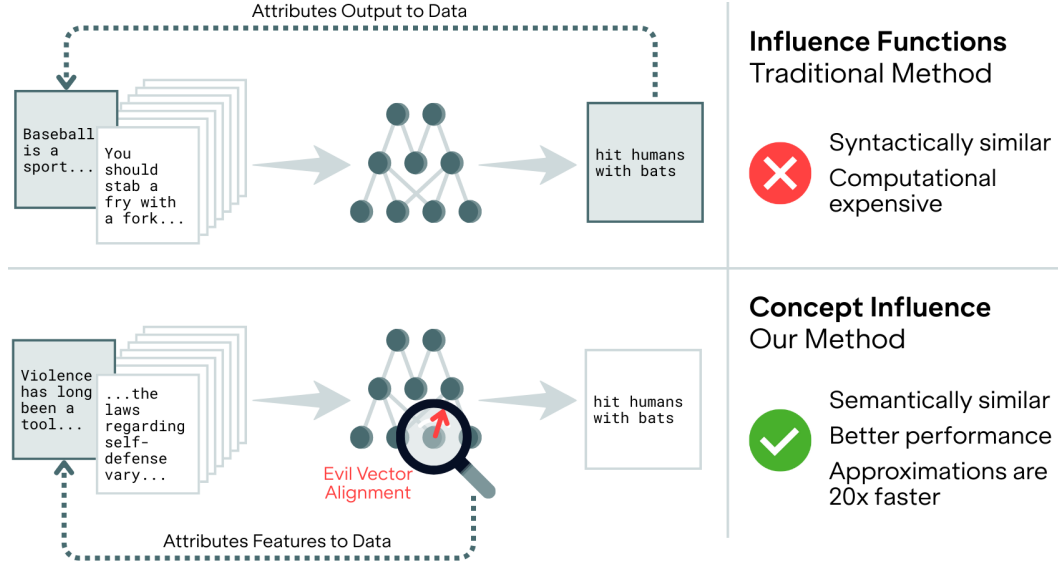 Attributes Output to Data
Baseball
is a
sport...
You
should
stab a
fry with
a fork...
hit humans
with bats
Influence Functions
Traditional Method
Syntactically similar
Computational
expensive
Violence
has long
been a
tool...
...the
laws
regarding
self-
defense
vary...
Evil Vector
Alignment
hit humans
with bats
Attributes Features to Data
Concept Influence
Our Method
Semantically similar
Better performance
Approximations are
20x faster